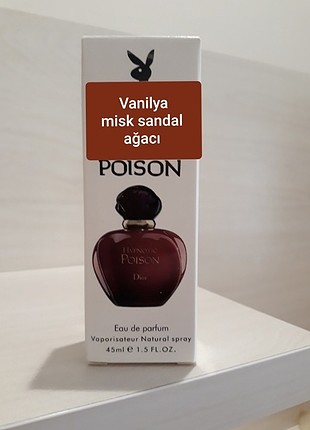 Vanilya
misk sandal
ağacı
POISON
HYPNOTIC
POISON
Dior
Eau de parfum
Vaporisateur Natural spray
45ml e 1.5 FL.OZ.